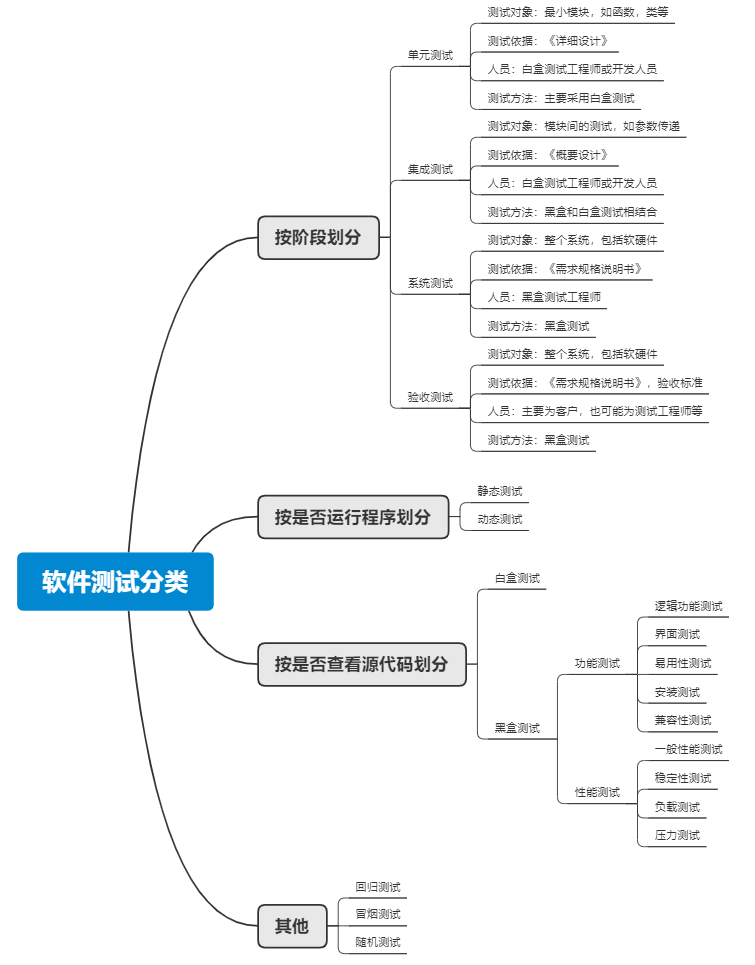 软件测试分类
按阶段划分
单元测试
测试对象：最小模块，如函数，类等
测试依据：《详细设计》
人员：白盒测试工程师或开发人员
测试方法：主要采用白盒测试
集成测试
测试对象：模块间的测试，如参数传递
测试依据：《概要设计》
人员：白盒测试工程师或开发人员
测试方法：黑盒和白盒测试相结合
系统测试
测试对象：整个系统，包括软硬件
测试依据：《需求规格说明书》
人员：黑盒测试工程师
测试方法：黑盒测试
验收测试
测试对象：整个系统，包括软硬件
测试依据：《需求规格说明书》，验收标准
人员：主要为客户，也可能为测试工程师等
测试方法：黑盒测试
按是否运行程序划分
静态测试
动态测试
按是否查看源代码划分
白盒测试
黑盒测试
功能测试
逻辑功能测试
界面测试
易用性测试
安装测试
兼容性测试
性能测试
一般性能测试
稳定性测试
负载测试
压力测试
其他
回归测试
冒烟测试
随机测试